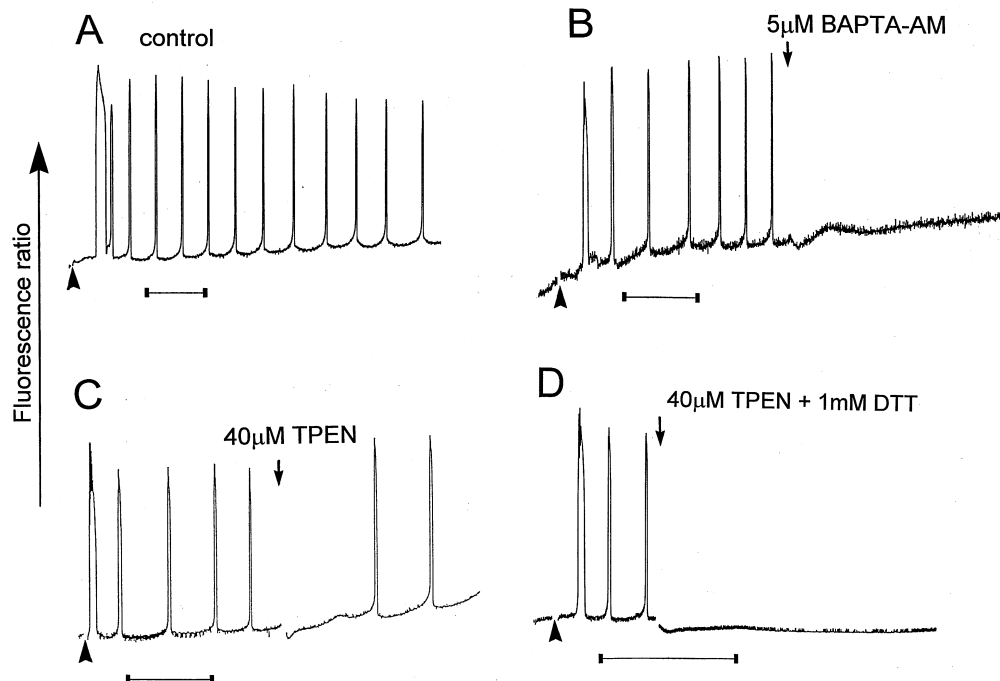 A
control
B
5μM BAPTA-AM
Fluorescence ratio
C
40μM TPEN
D
40μM TPEN + 1mM DTT